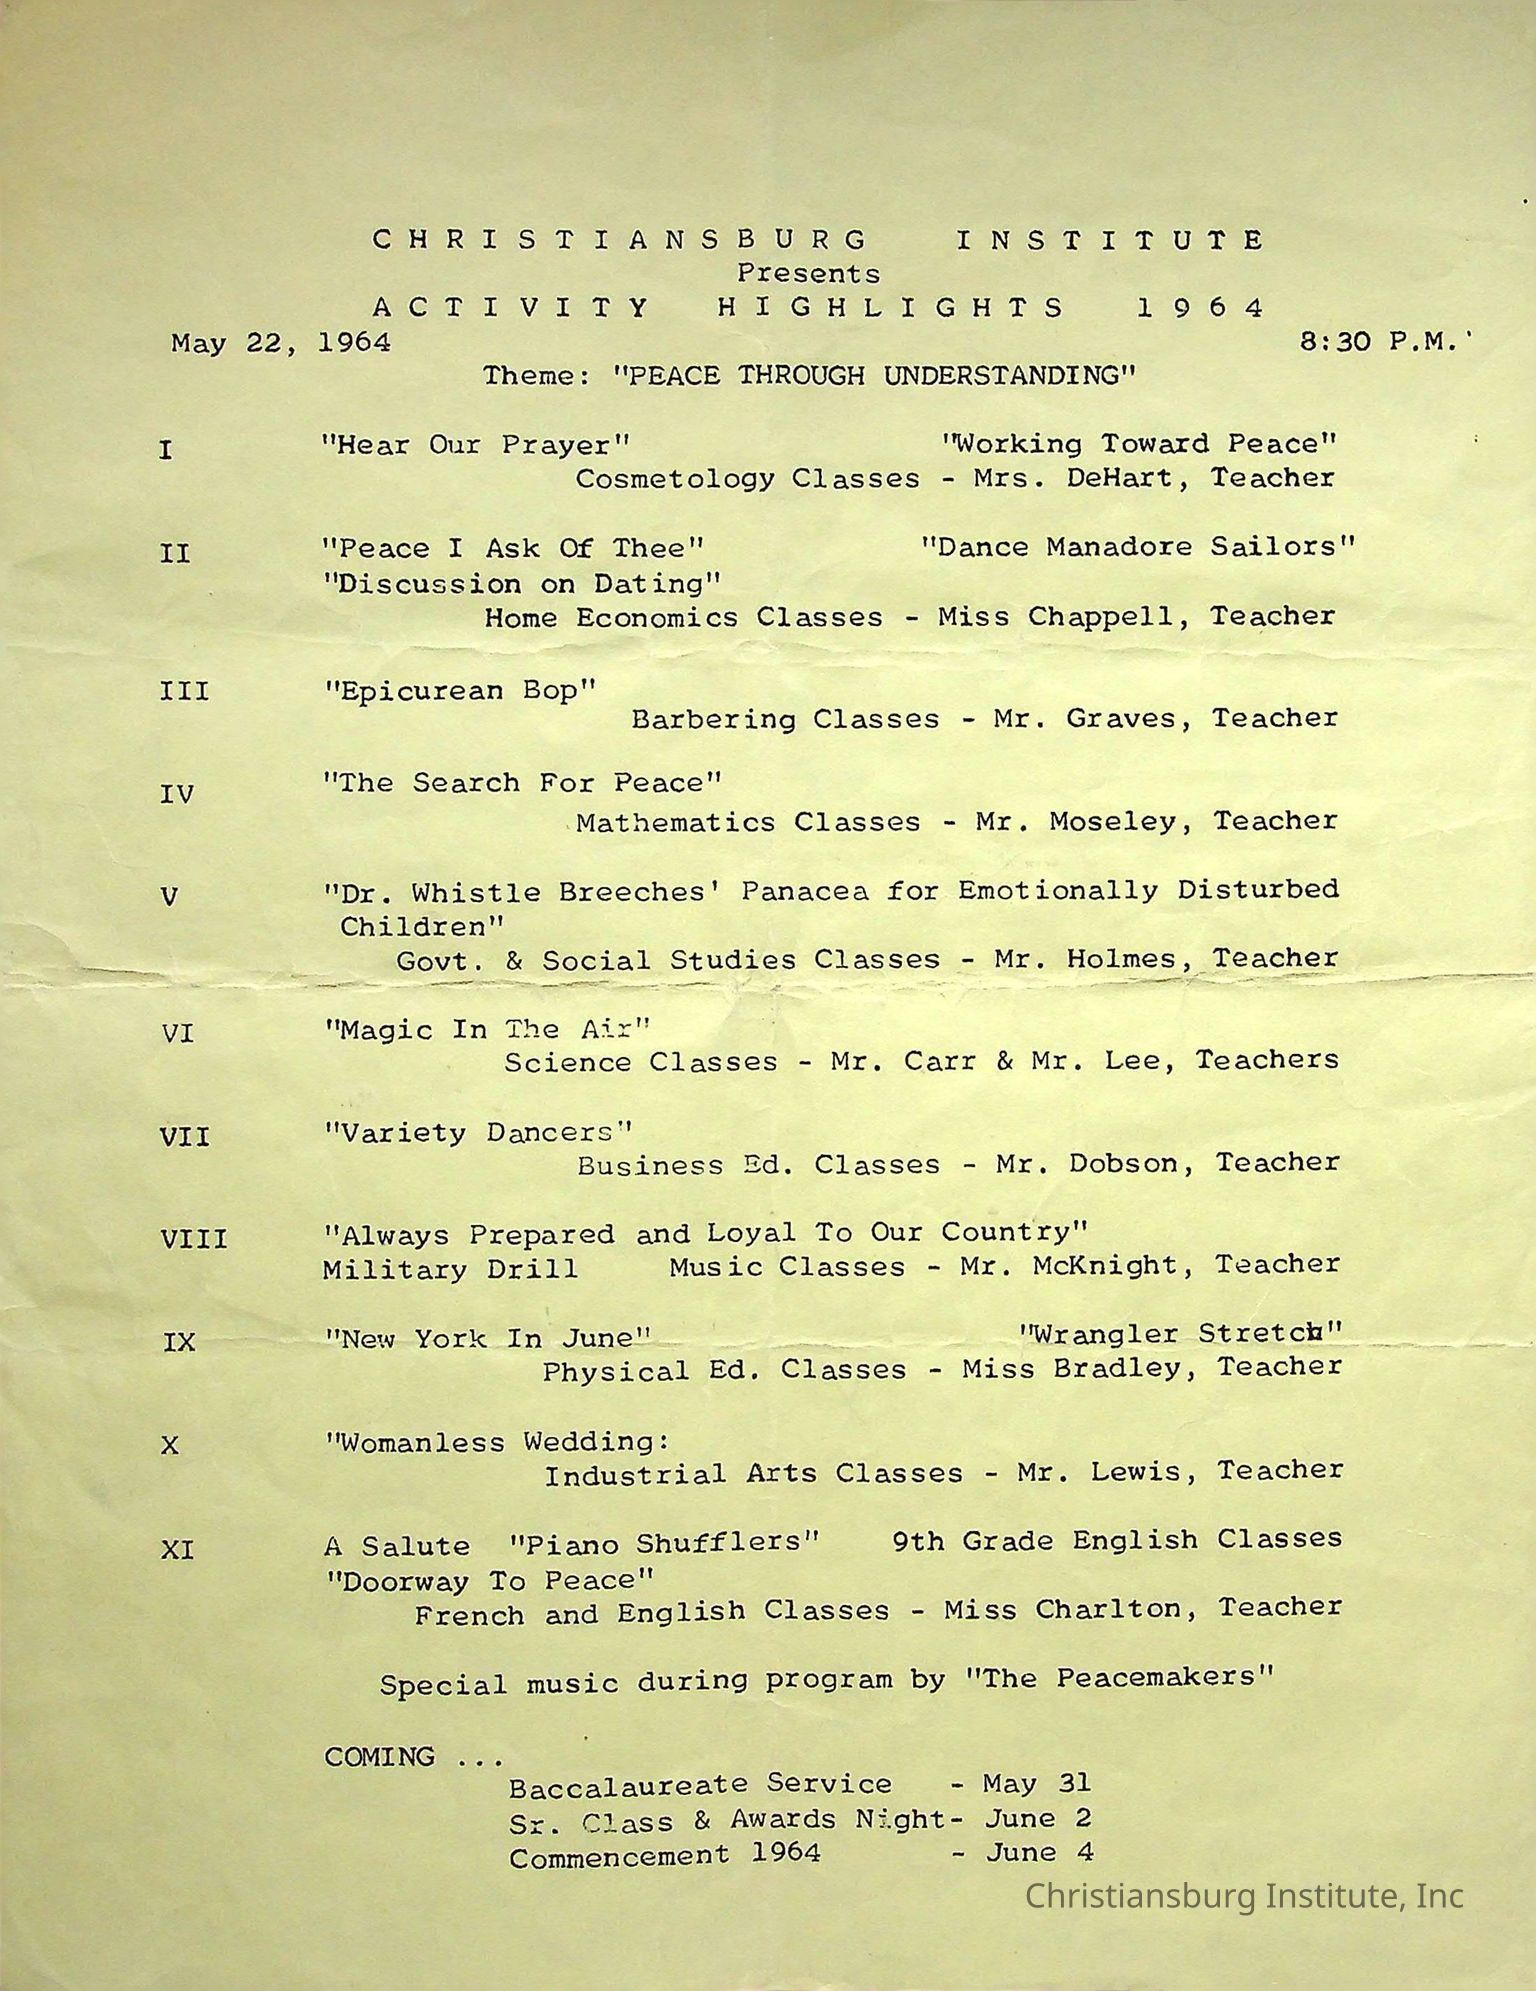 CHRISTIANSBURG INSTITUTE
Presents
ACTIVITY HIGHLIGHTS 1964
May 22, 1964 8:30 P.M.
Theme: "PEACE THROUGH UNDERSTANDING"
I "Hear Our Prayer" "Working Toward Peace"
Cosmetology Classes - Mrs. DeHart, Teacher
II "Peace I Ask Of Thee" "Dance Manadore Sailors"
"Discussion on Dating"
Home Economics Classes - Miss Chappell, Teacher
III "Epicurean Bop"
Barbering Classes - Mr. Graves, Teacher
IV "The Search For Peace"
Mathematics Classes - Mr. Moseley, Teacher
V "Dr. Whistle Breeches' Panacea for Emotionally Disturbed
Children"
Govt. & Social Studies Classes - Mr. Holmes, Teacher
VI "Magic In The Air"
Science Classes - Mr. Carr & Mr. Lee, Teachers
VII "Variety Dancers"
Business Ed. Classes - Mr. Dobson, Teacher
VIII "Always Prepared and Loyal To Our Country"
Military Drill Music Classes - Mr. McKnight, Teacher
IX "New York In June" "Wrangler Stretch"
Physical Ed. Classes - Miss Bradley, Teacher
X "Womanless Wedding:
Industrial Arts Classes - Mr. Lewis, Teacher
XI A Salute "Piano Shufflers" 9th Grade English Classes
"Doorway To Peace"
French and English Classes - Miss Charlton, Teacher
Special music during program by "The Peacemakers"
COMING ...
Baccalaureate Service - May 31
Sr. Class & Awards Night- June 2
Commencement 1964 - June 4
Christiansburg Institute, Inc